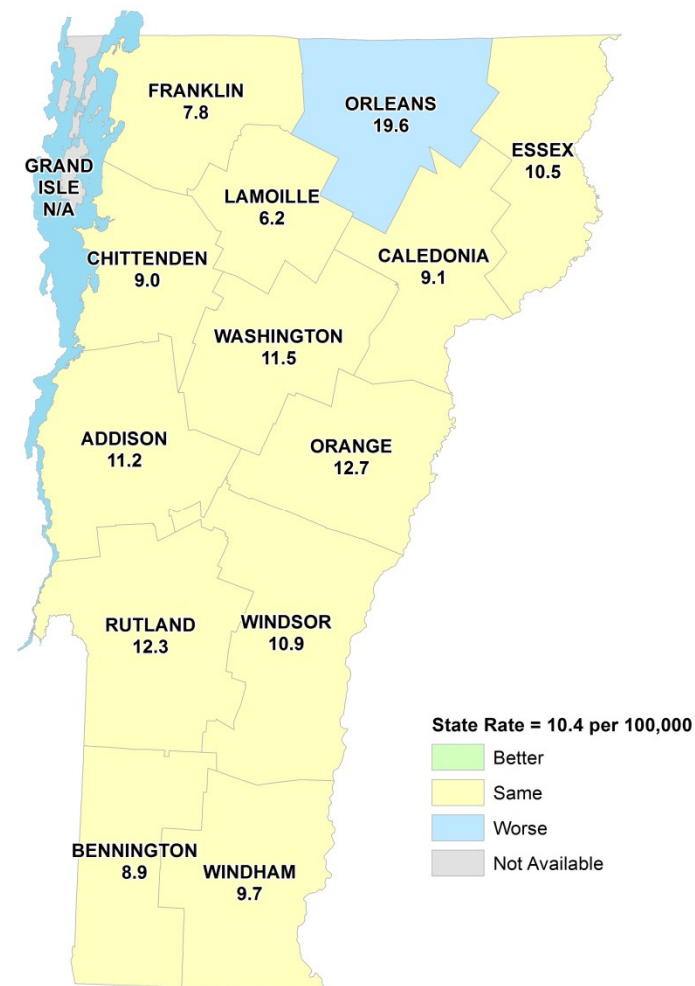 FRANKLIN
7.8
ORLEANS
19.6
ESSEX
10.5
GRAND
ISLE
N/A
LAMOILLE
6.2
CHITTENDEN
9.0
CALEDONIA
9.1
WASHINGTON
11.5
ADDISON
11.2
ORANGE
12.7
RUTLAND
12.3
WINDSOR
10.9
BENNINGTON
8.9
WINDHAM
9.7
State Rate = 10.4 per 100,000
Better
Same
Worse
Not Available